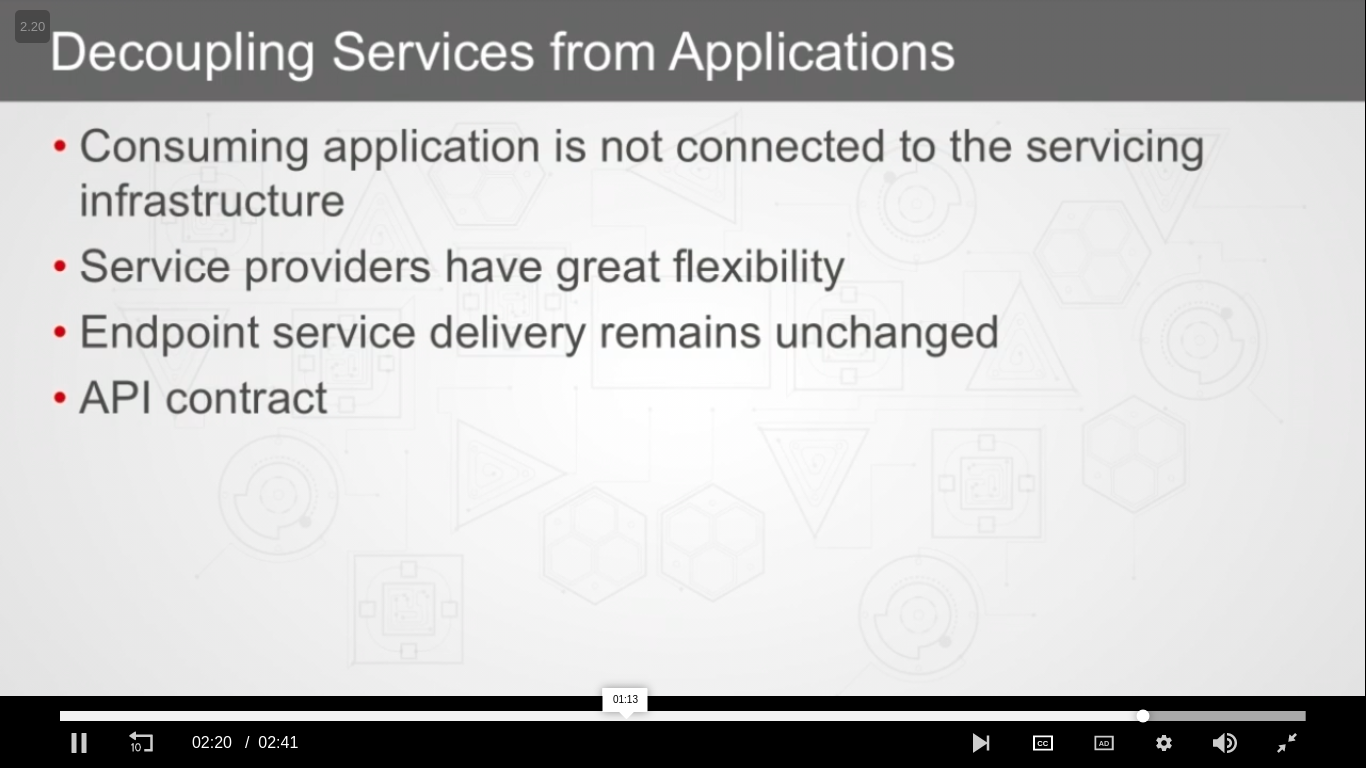 2.20
Decoupling Services from Applications
• Consuming application is not connected to the servicing
infrastructure
• Service providers have great flexibility
• Endpoint service delivery remains unchanged
• API contract
01:13
10
02:20 / 02:41
CC
AD